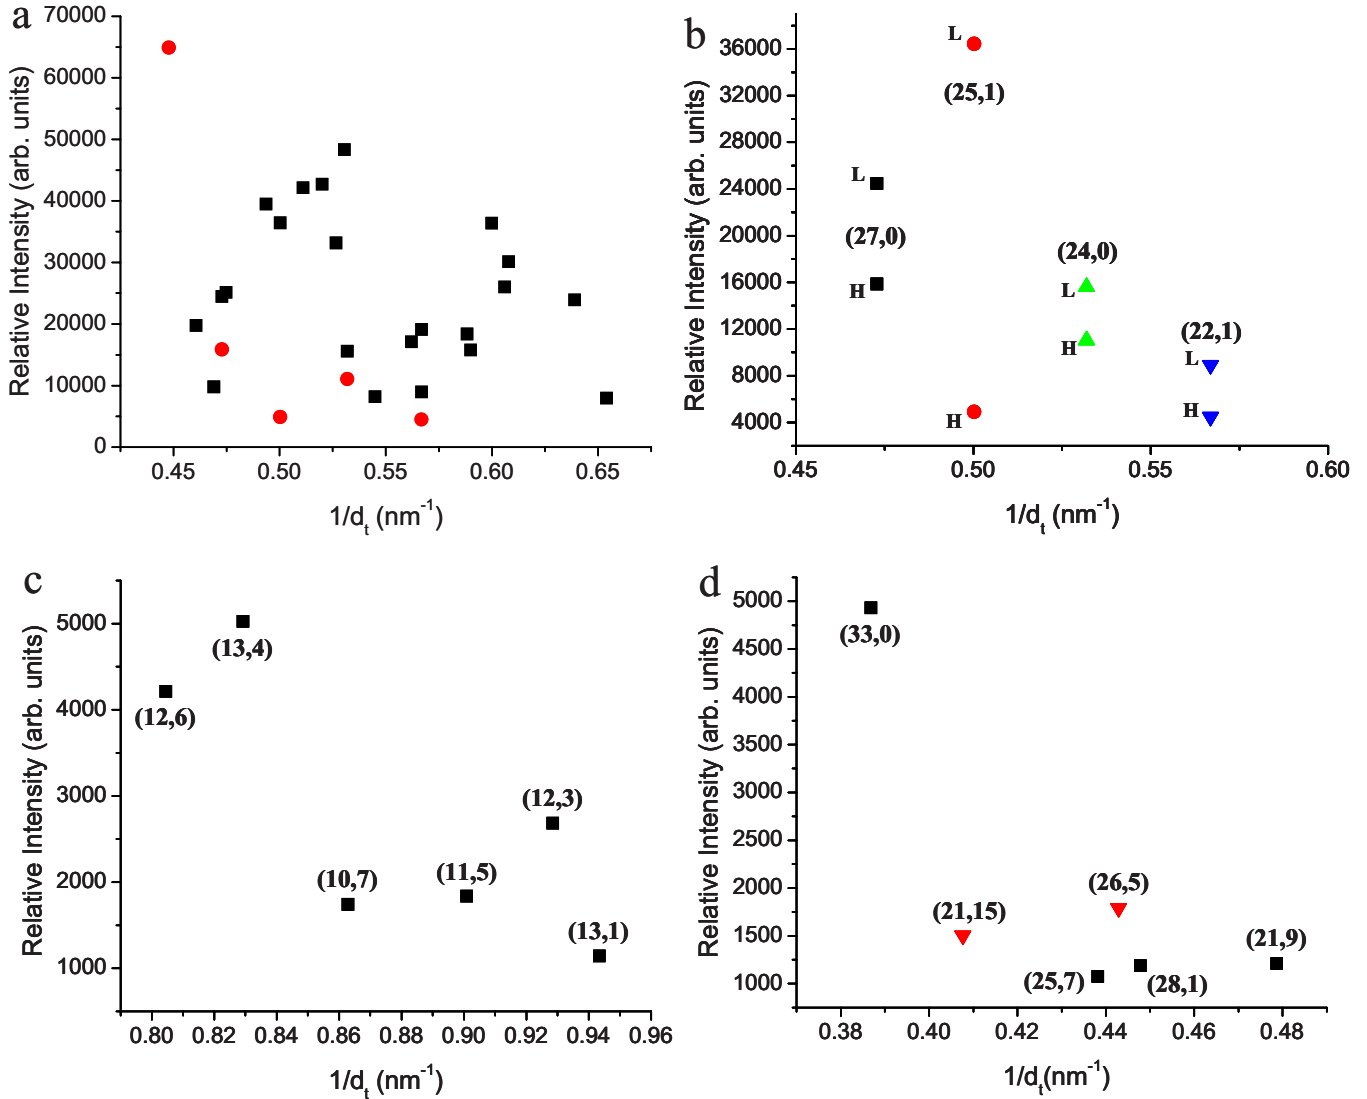 a
70000
60000
50000
40000
30000
20000
10000
0
Relative Intensity (arb. units)
0.45 0.50 0.55 0.60 0.65
1/dt (nm-1)
b
36000
32000
28000
24000
20000
16000
12000
8000
4000
Relative Intensity (arb. units)
L
(25,1)
L
(27,0)
(24,0)
H
L
(22,1)
H
L
H
H
0.45 0.50 0.55 0.60
1/dt (nm-1)
c
5000
4000
3000
2000
1000
Relative Intensity (arb. units)
(13,4)
(12,6)
(12,3)
(10,7)
(11,5)
(13,1)
0.80 0.82 0.84 0.86 0.88 0.90 0.92 0.94 0.96
1/dt (nm-1)
d
5000
4500
4000
3500
3000
2500
2000
1500
1000
Relative Intensity (arb. units)
(33,0)
(26,5)
(21,15)
(21,9)
(25,7)
(28,1)
0.38 0.40 0.42 0.44 0.46 0.48
1/dt(nm-1)